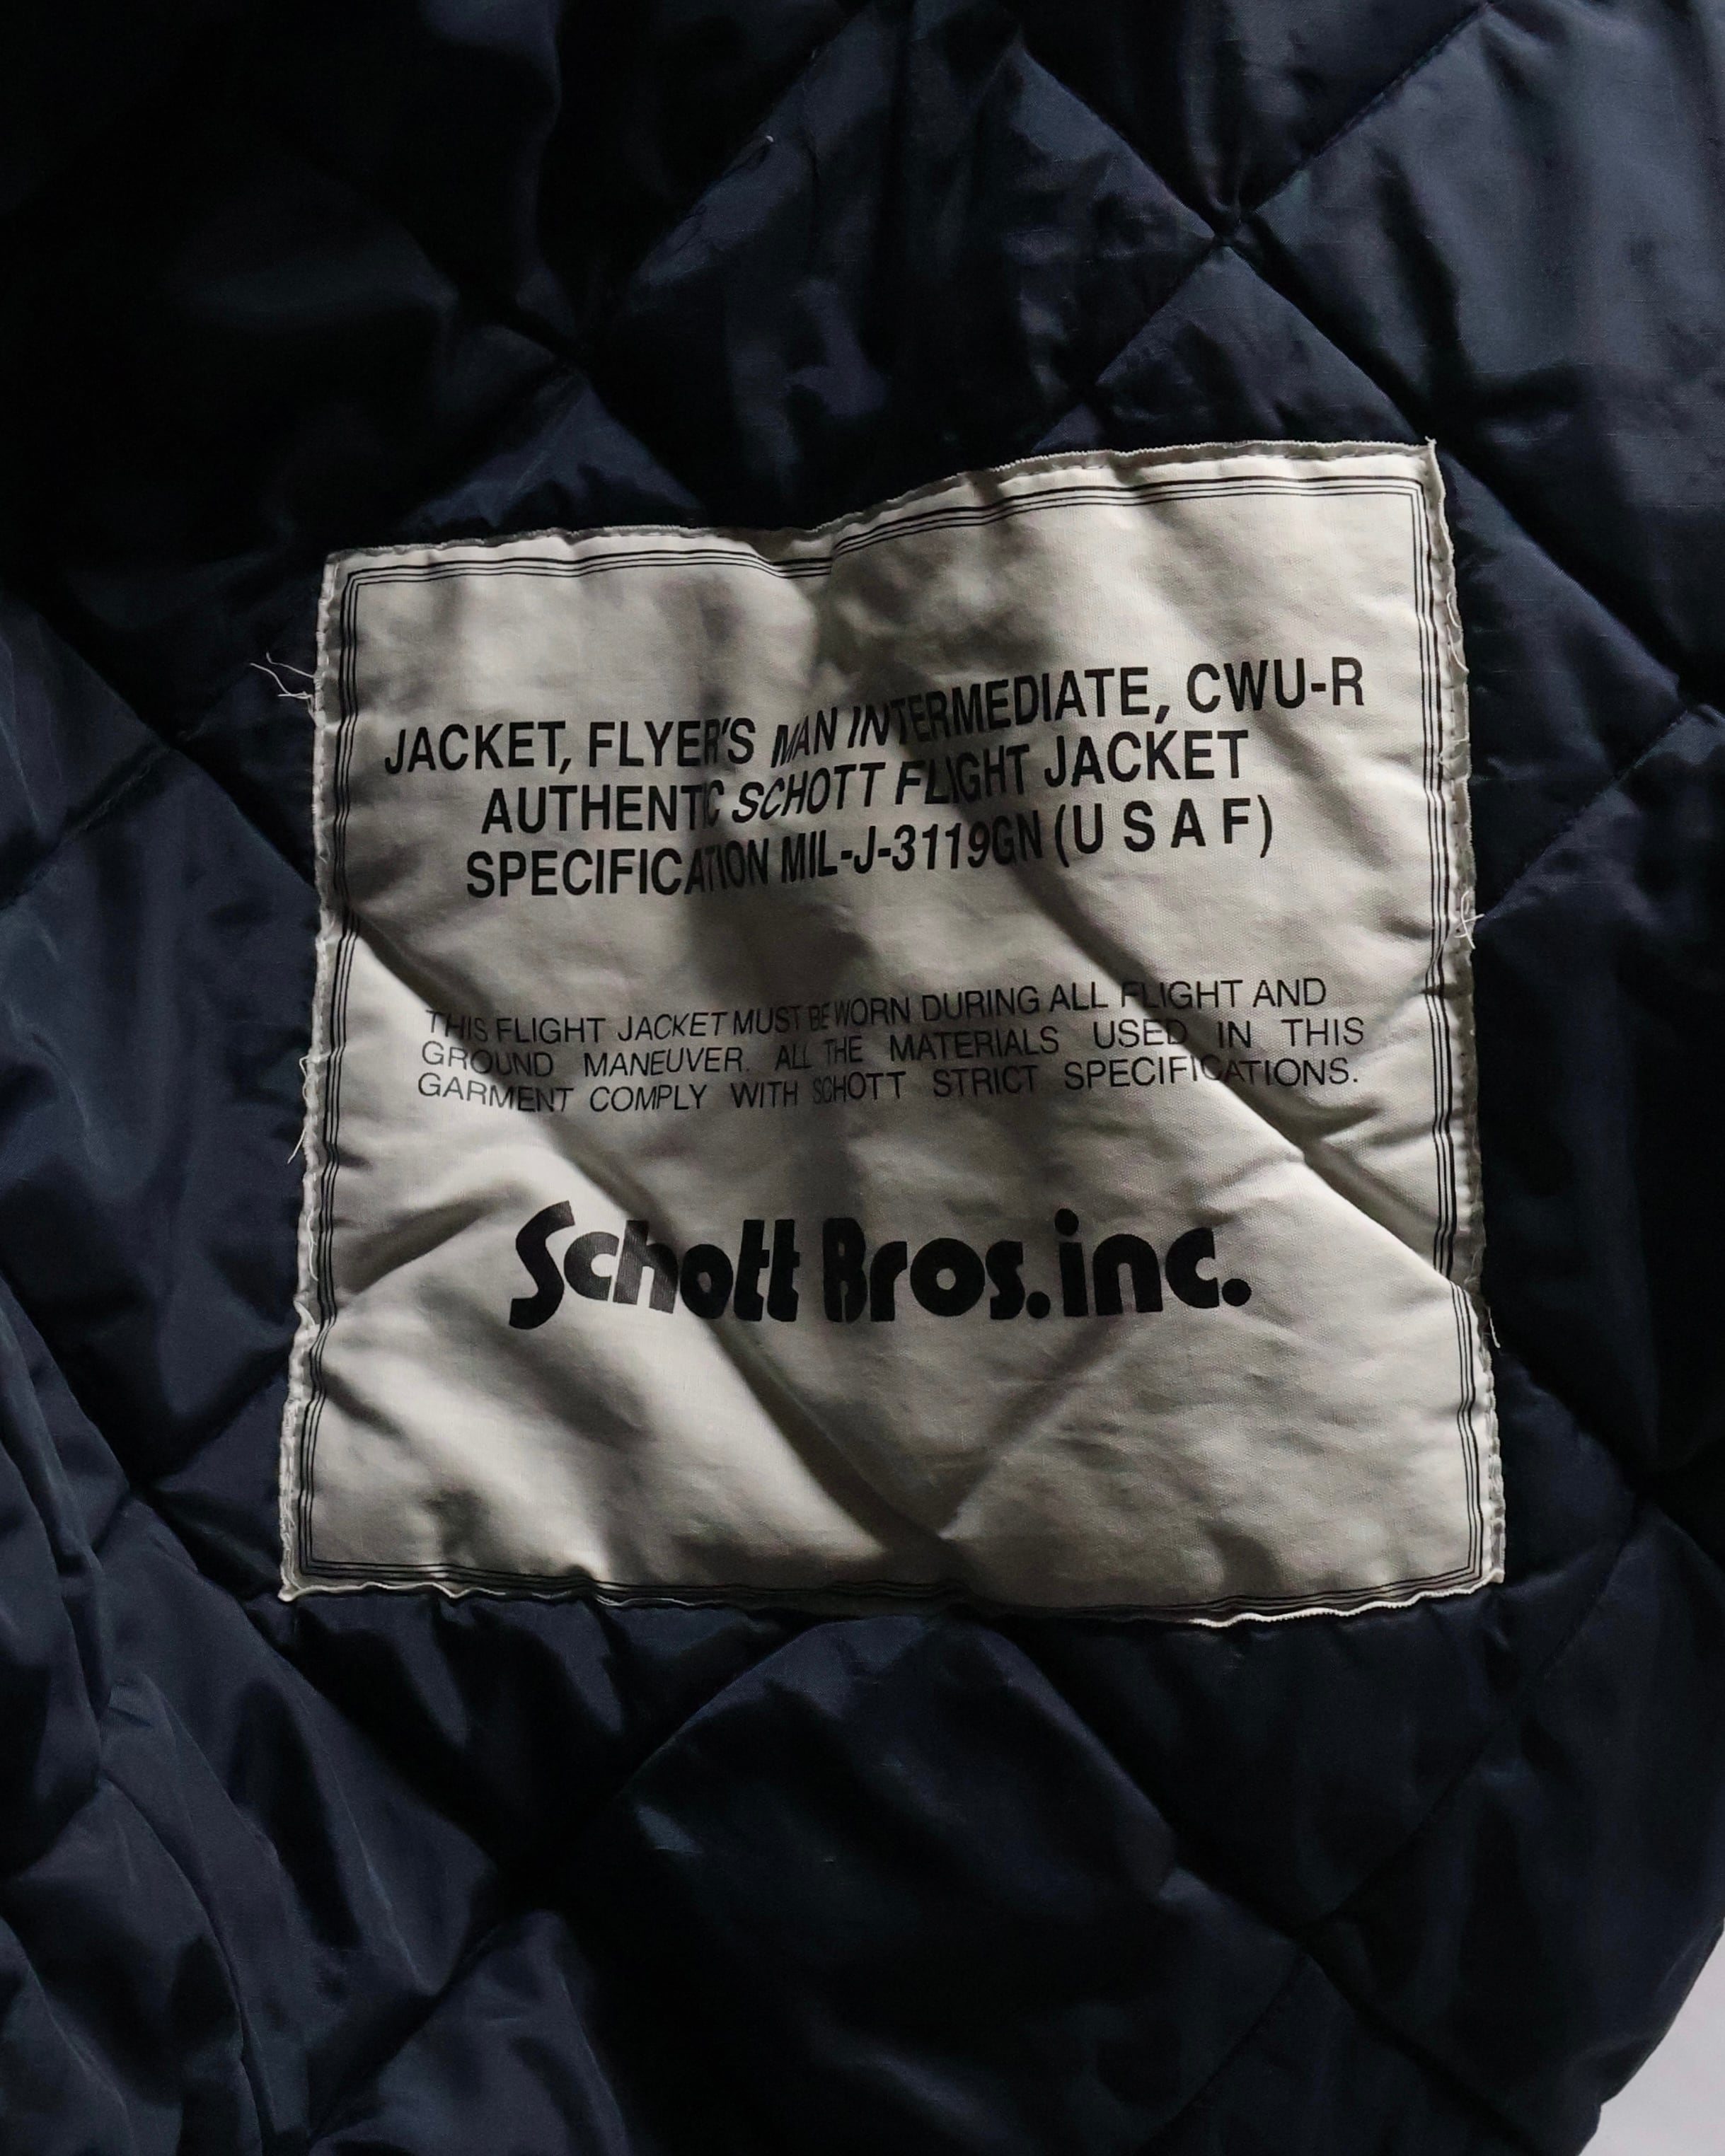 JACKET, FLYER'S MAN INTERMEDIATE, CWU-R
AUTHENTIC SCHOTT FLIGHT JACKET
SPECIFICATION MIL-J-3119GN (U S A F)
THIS FLIGHT JACKET MUST BE WORN DURING ALL FLIGHT AND
GROUND MANEUVER. ALL THE MATERIALS USED IN THIS
GARMENT COMPLY WITH SCHOTT STRICT SPECIFICATIONS.
Schott Bros.inc.